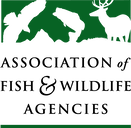 ASSOCIATION of
FISH & WILDLIFE
AGENCIES